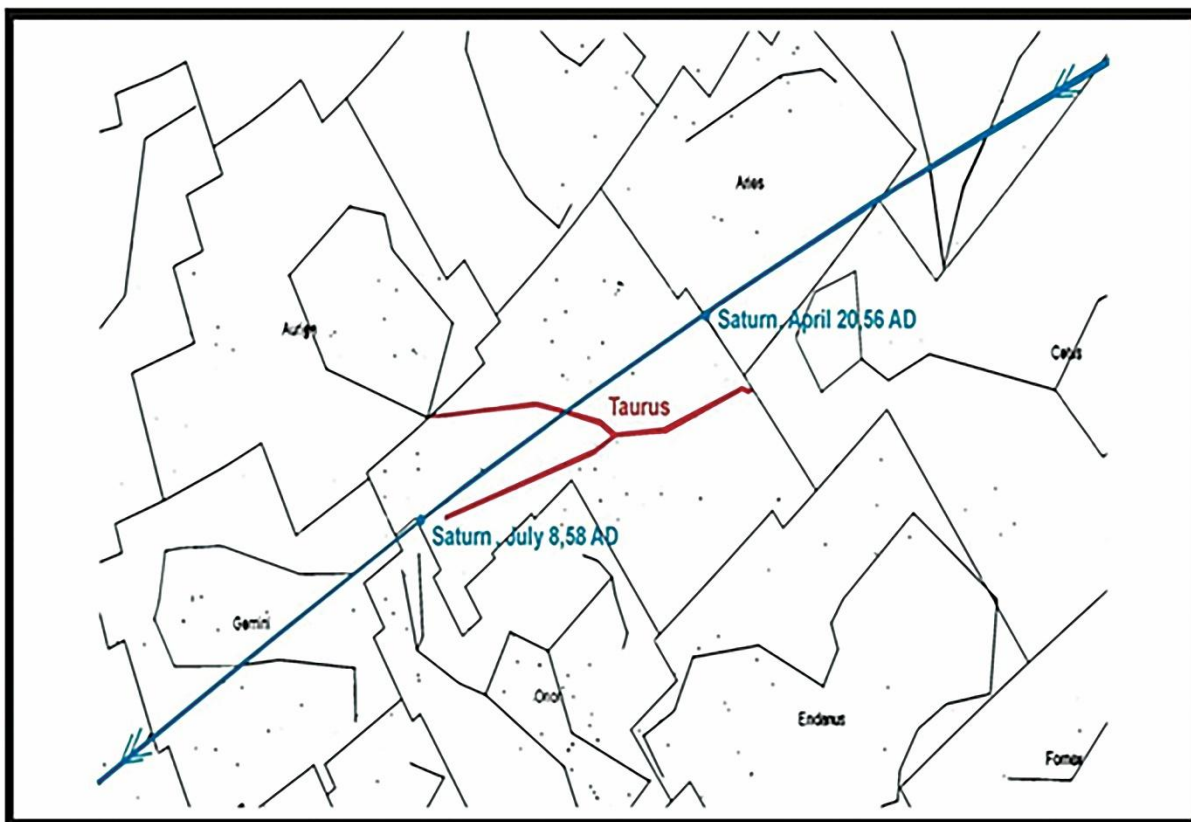 Aries
Saturn, April 20,56 AD
Auriga
Cetus
Taurus
Saturn, July 8,58 AD
Gemini
Orion
Eridanus
Fornax